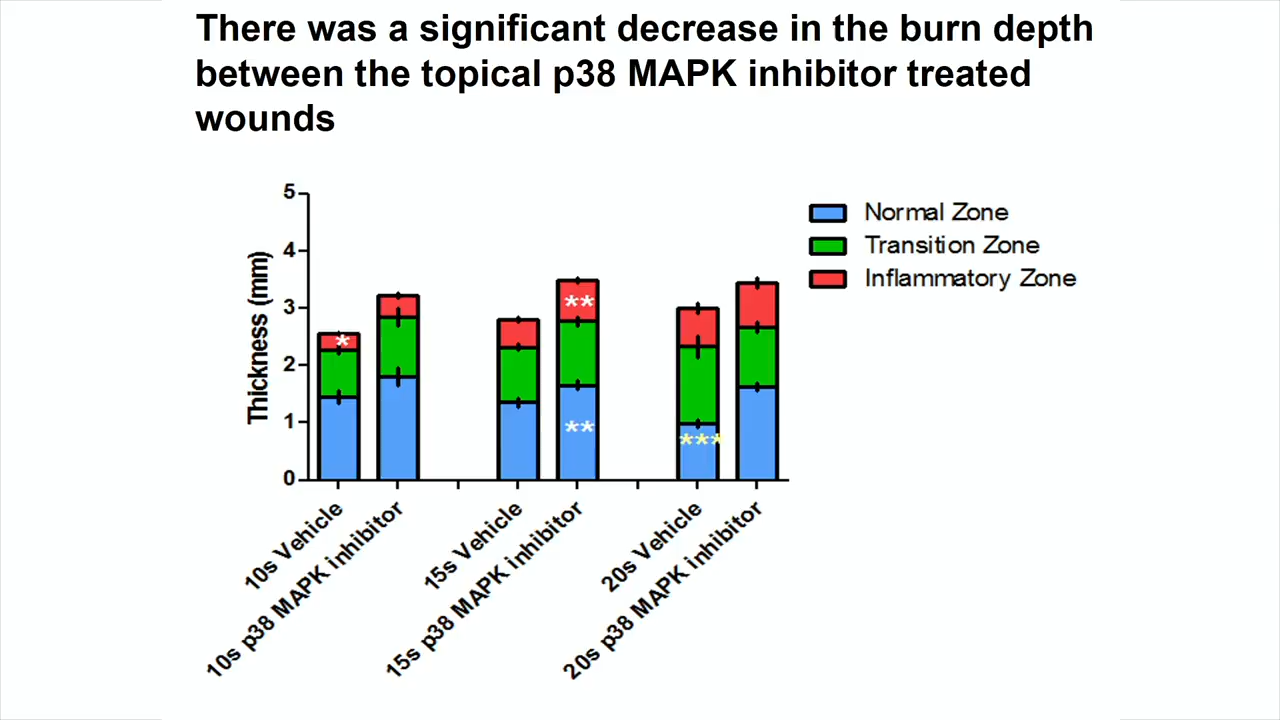 There was a significant decrease in the burn depth
between the topical p38 MAPK inhibitor treated
wounds
5
4
3
2
1
0
Thickness (mm)
*
**
**
***
Normal Zone
Transition Zone
Inflammatory Zone
10s Vehicle
10s p38 MAPK inhibitor
15s Vehicle
15s p38 MAPK inhibitor
20s Vehicle
20s p38 MAPK inhibitor